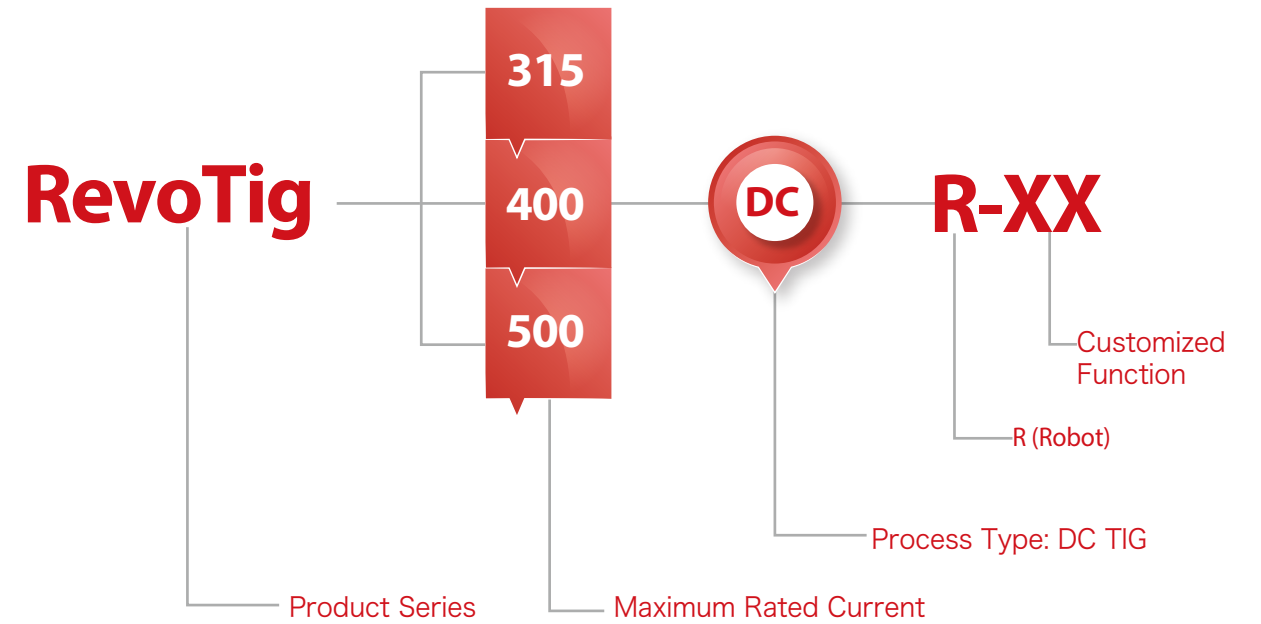 315
RevoTig
400
DC
R-XX
500
Customized
Function
R (Robot)
Process Type: DC TIG
Product Series
Maximum Rated Current